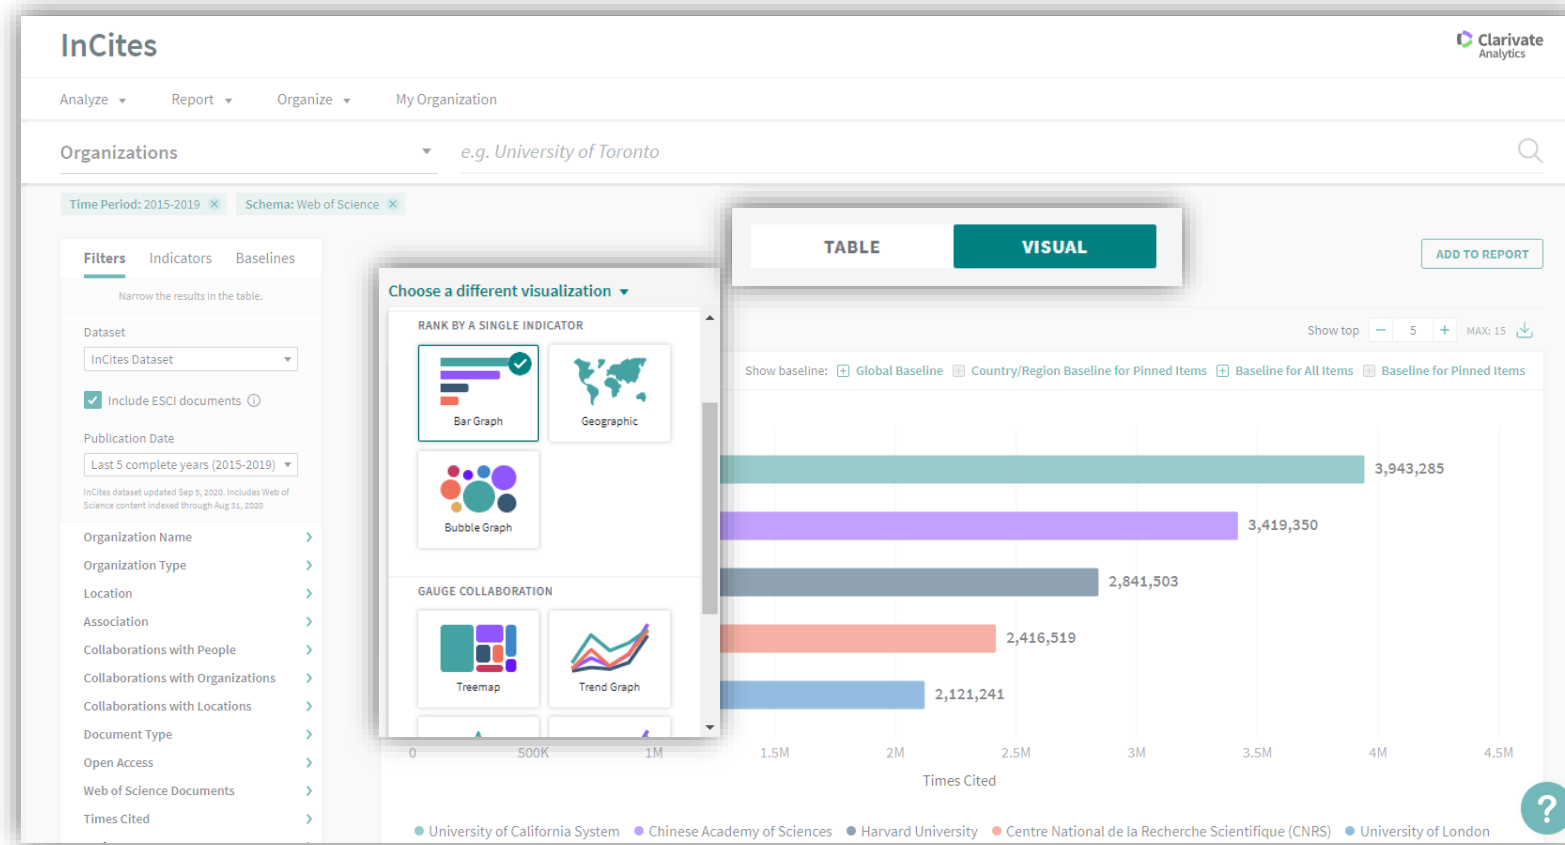 InCites
Clarivate
Analytics
Analyze
Report
Organize
My Organization
Organizations
e.g. University of Toronto
Time Period: 2015-2019
Schema: Web of Science
TABLE
VISUAL
ADD TO REPORT
Filters
Indicators
Baselines
Narrow the results in the table.
Dataset
InCites Dataset
Include ESCI documents
Publication Date
Last 5 complete years (2015-2019)
InCites dataset updated Sep 5, 2020. Includes Web of
Science content indexed through Aug 31, 2020
Organization Name
Organization Type
Location
Association
Collaborations with People
Collaborations with Organizations
Collaborations with Locations
Document Type
Open Access
Web of Science Documents
Times Cited
Choose a different visualization
RANK BY A SINGLE INDICATOR
Bar Graph
Geographic
Bubble Graph
GAUGE COLLABORATION
Treemap
Trend Graph
Show top
5
MAX: 15
Show baseline:
Global Baseline
Country/Region Baseline for Pinned Items
Baseline for All Items
Baseline for Pinned Items
3,943,285
3,419,350
2,841,503
2,416,519
2,121,241
0
500K
1M
1.5M
2M
2.5M
3M
3.5M
4M
4.5M
Times Cited
University of California System
Chinese Academy of Sciences
Harvard University
Centre National de la Recherche Scientifique (CNRS)
University of London
?